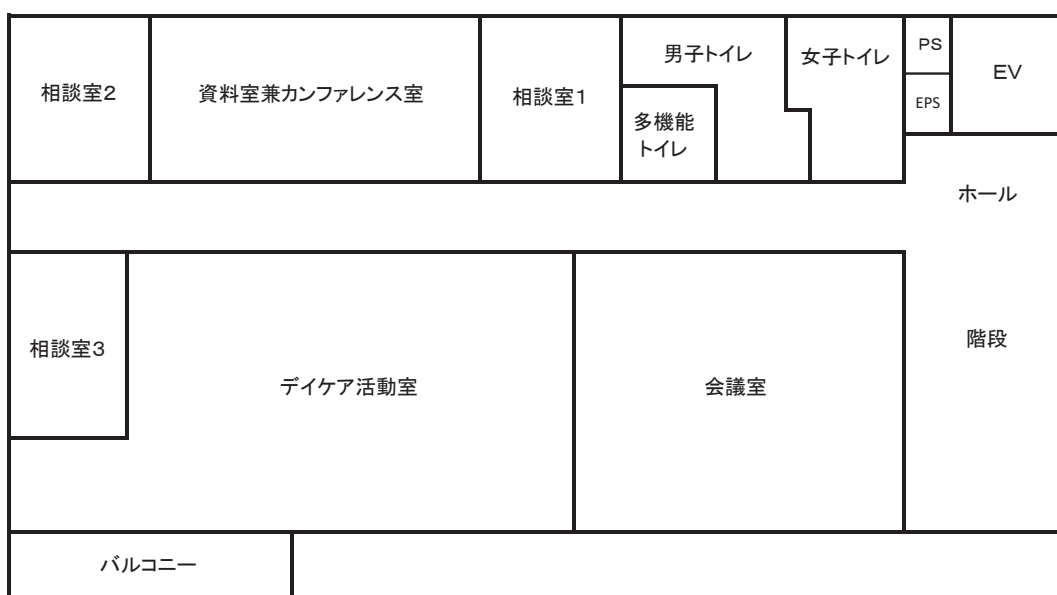 男子トイレ
女子トイレ
PS
EV
相談室2
資料室兼カンファレンス室
相談室1
EPS
多機能
トイレ
ホール
相談室3
階段
デイケア活動室
会議室
バルコニー